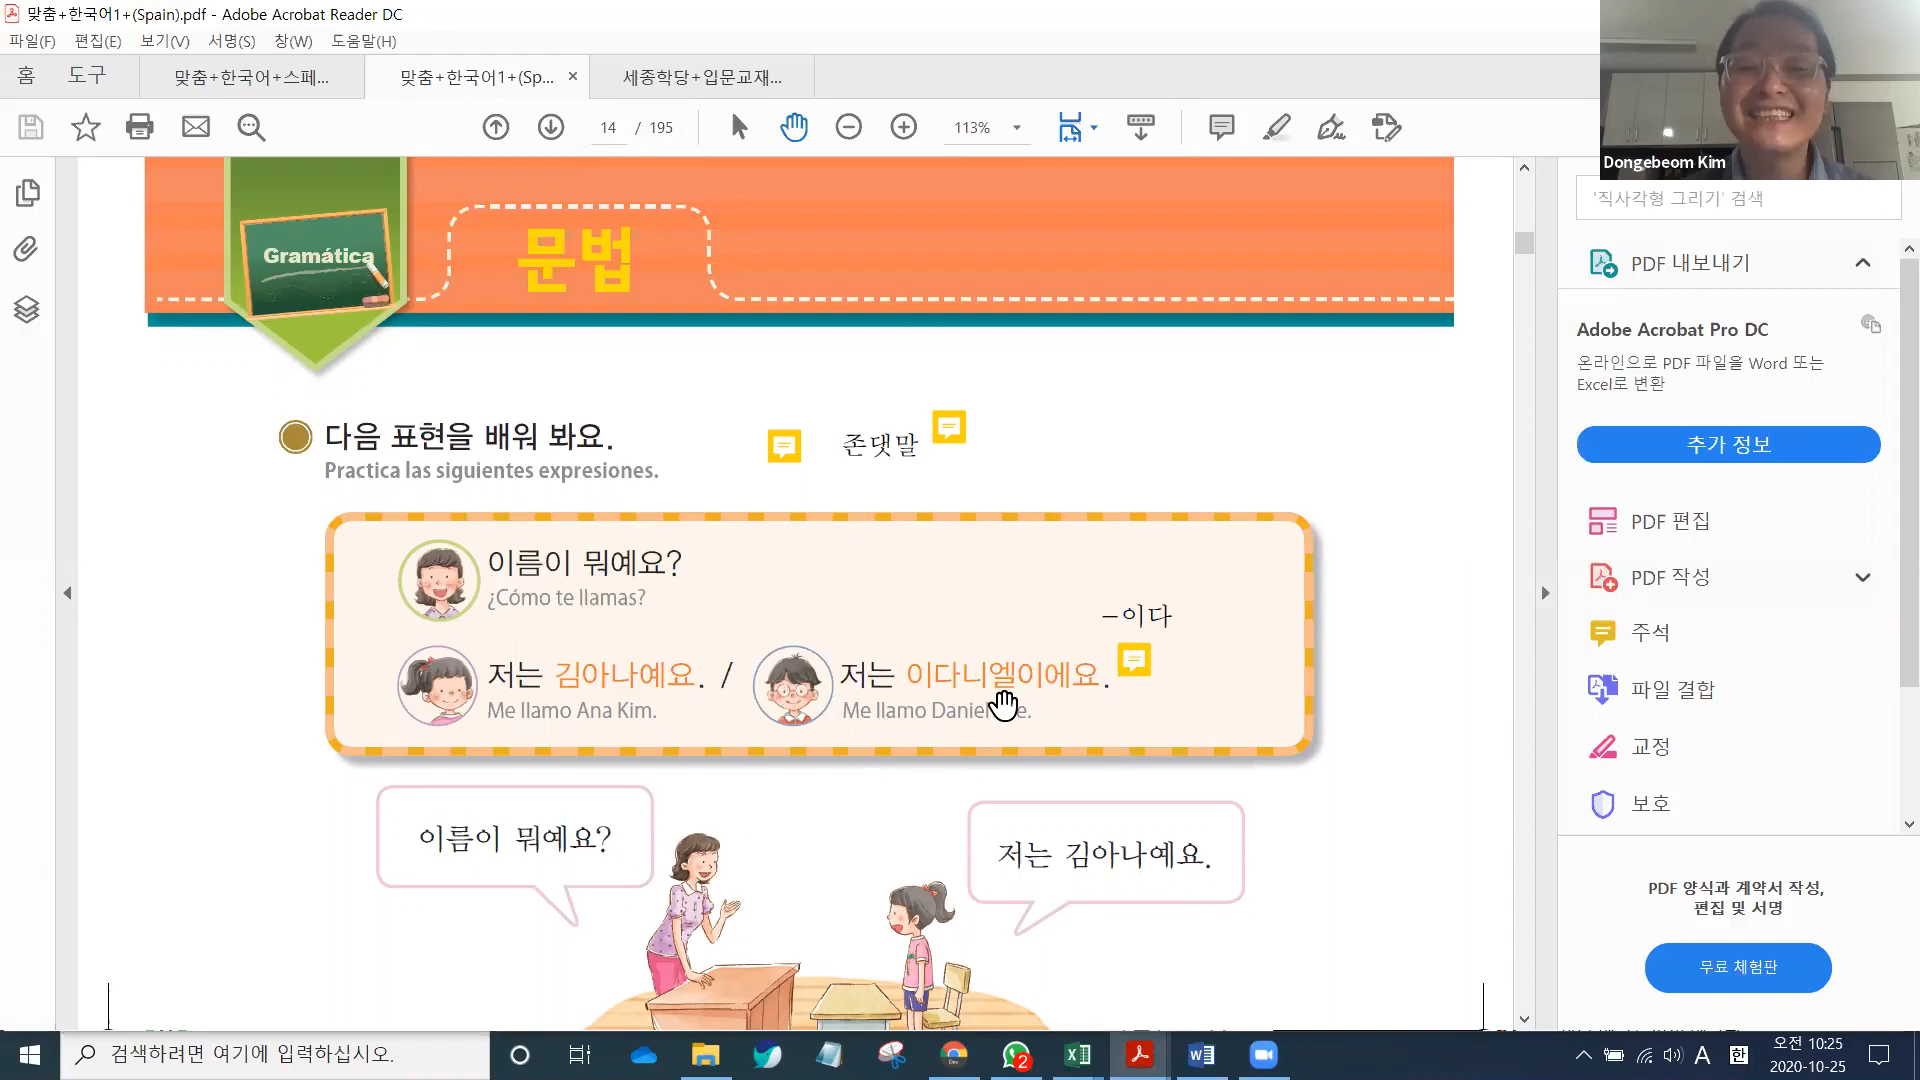 맞춤+한국어1+(Spain).pdf - Adobe Acrobat Reader DC
파일(F) 편집(E) 보기(V) 서명(S) 창(W) 도움말(H)
홈 도구 맞춤+한국어+스페... 맞춤+한국어1+(Sp... × 세종학당+입문교재...
14 / 195 113%
Dongebeom Kim
'직사각형 그리기' 검색
Gramática
문법
PDF 내보내기
Adobe Acrobat Pro DC
온라인으로 PDF 파일을 Word 또는
Excel로 변환
추가 정보
다음 표현을 배워 봐요.
존댓말
Practica las siguientes expresiones.
PDF 편집
이름이 뭐예요?
¿Cómo te llamas?
PDF 작성
-이다
주석
저는 김아나예요. / 저는 이다니엘이에요.
Me llamo Ana Kim. Me llamo Daniel
파일 결합
교정
보호
이름이 뭐예요?
저는 김아나예요.
PDF 양식과 계약서 작성,
편집 및 서명
무료 체험판
검색하려면 여기에 입력하십시오.
2
A 한
오전 10:25
2020-10-25